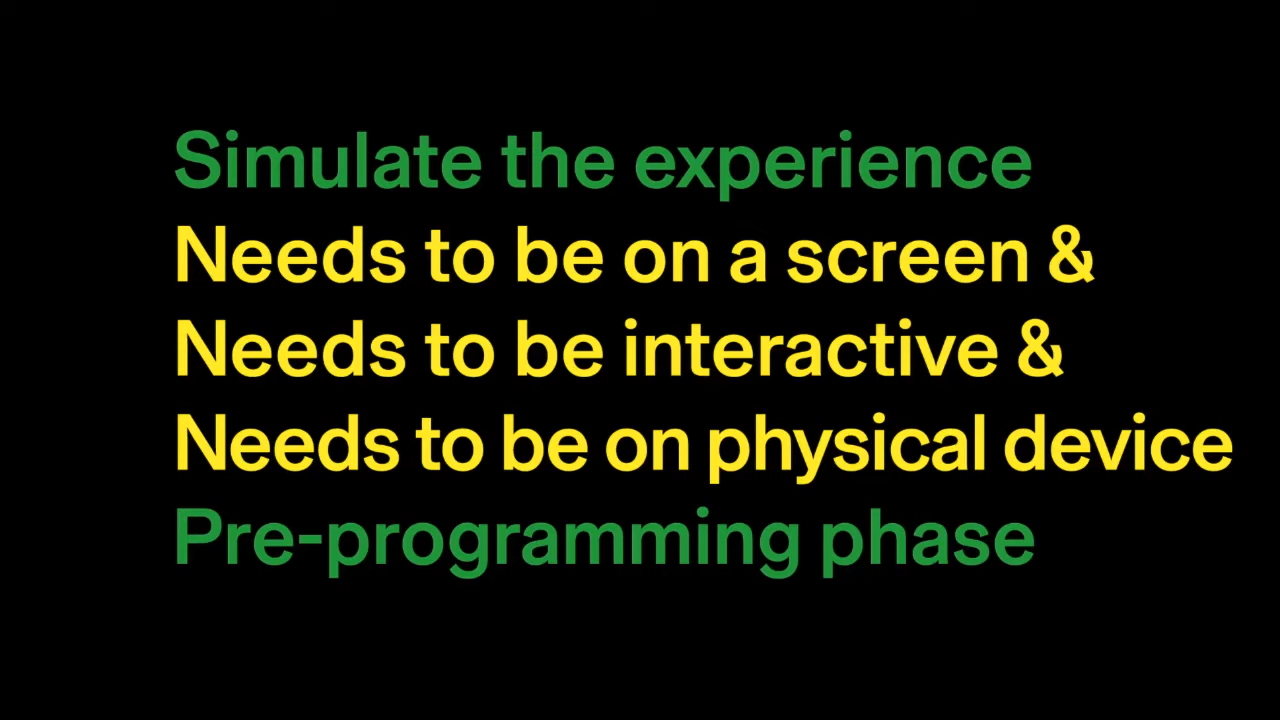 Simulate the experience
Needs to be on a screen &
Needs to be interactive &
Needs to be on physical device
Pre-programming phase